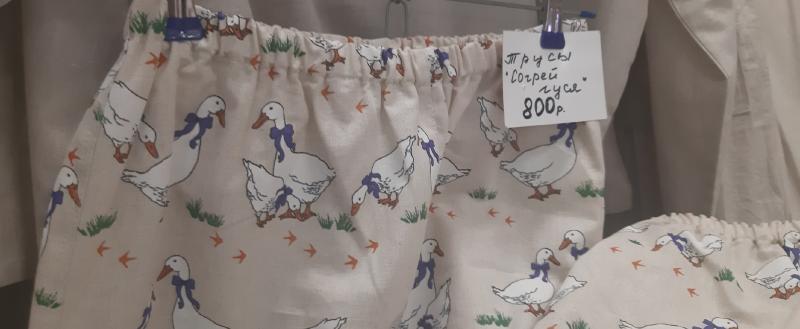 Трусы
"Согрей
гуся"
800р.